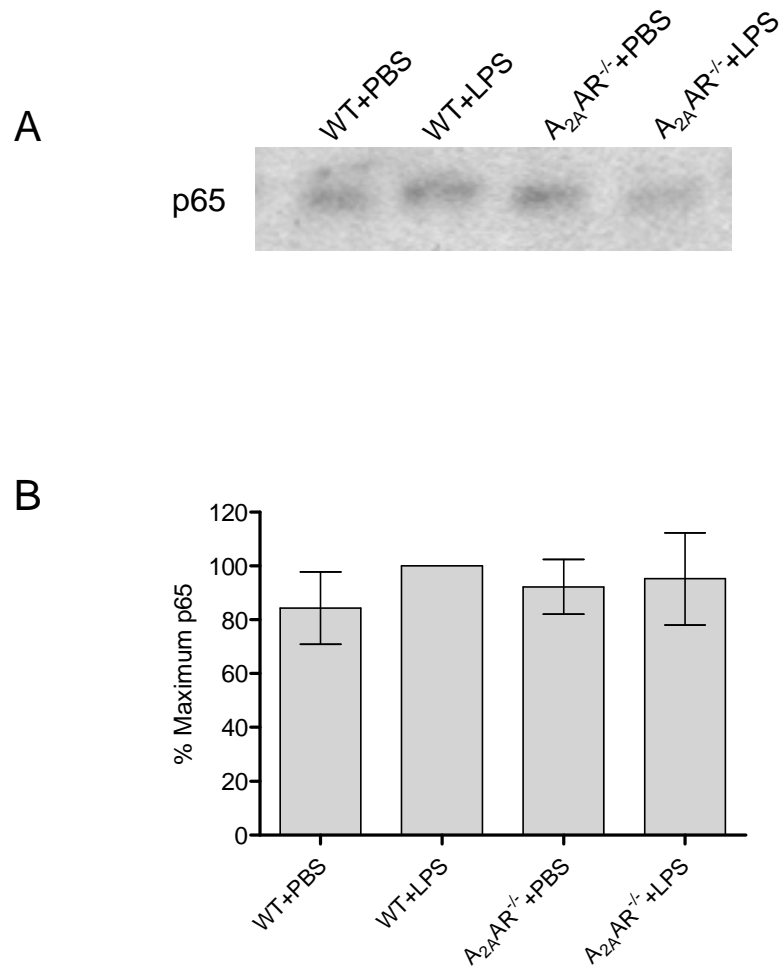 A
WT+PBS
WT+LPS
A₂ₐAR⁻/⁻+PBS
A₂ₐAR⁻/⁻+LPS
p65
B
% Maximum p65
120
100
80
60
40
20
0
WT+PBS
WT+LPS
A₂ₐAR⁻/⁻+PBS
A₂ₐAR⁻/⁻+LPS